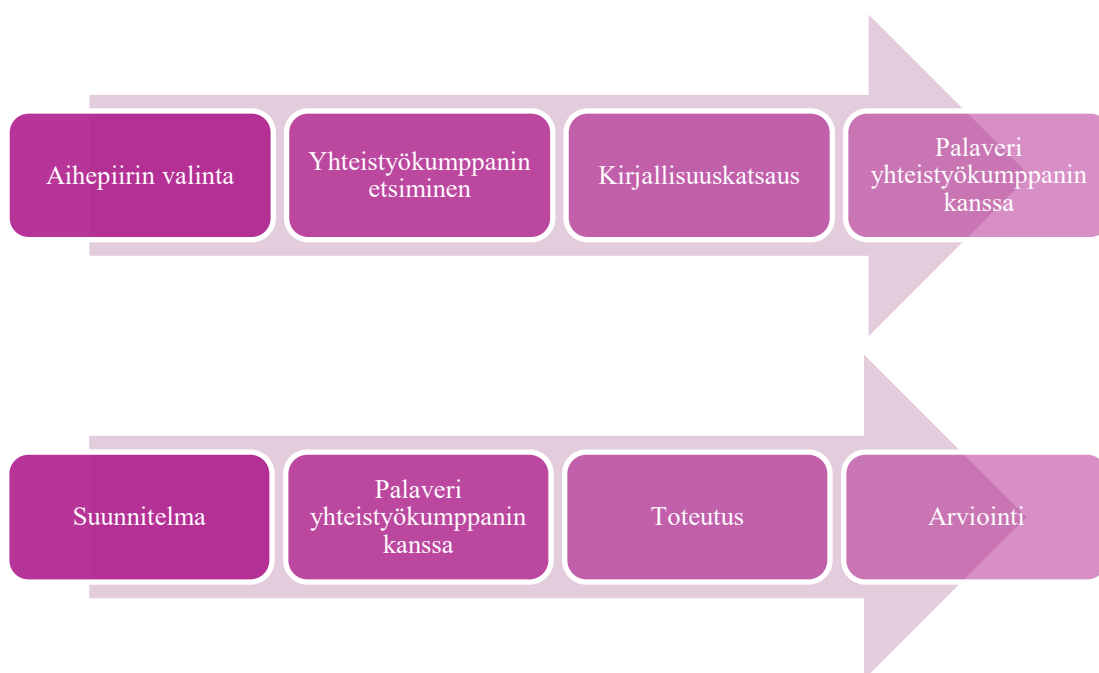 Aihepiirin valinta
Yhteistyökumppanin
etsiminen
Kirjallisuuskatsaus
Palaveri
yhteistyökumppanin
kanssa
Suunnitelma
Palaveri
yhteistyökumppanin
kanssa
Toteutus
Arviointi